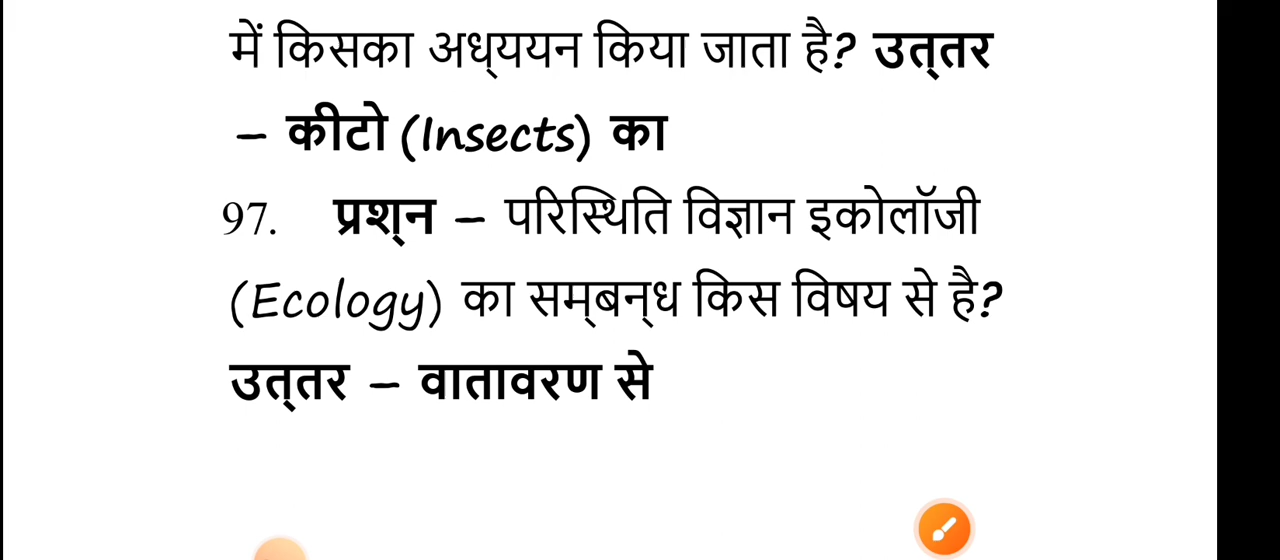 में किसका अध्ययन किया जाता है? उत्तर
– कीटो (Insects) का
97. प्रश्न – परिस्थिति विज्ञान इकोलॉजी
(Ecology) का सम्बन्ध किस विषय से है?
उत्तर – वातावरण से